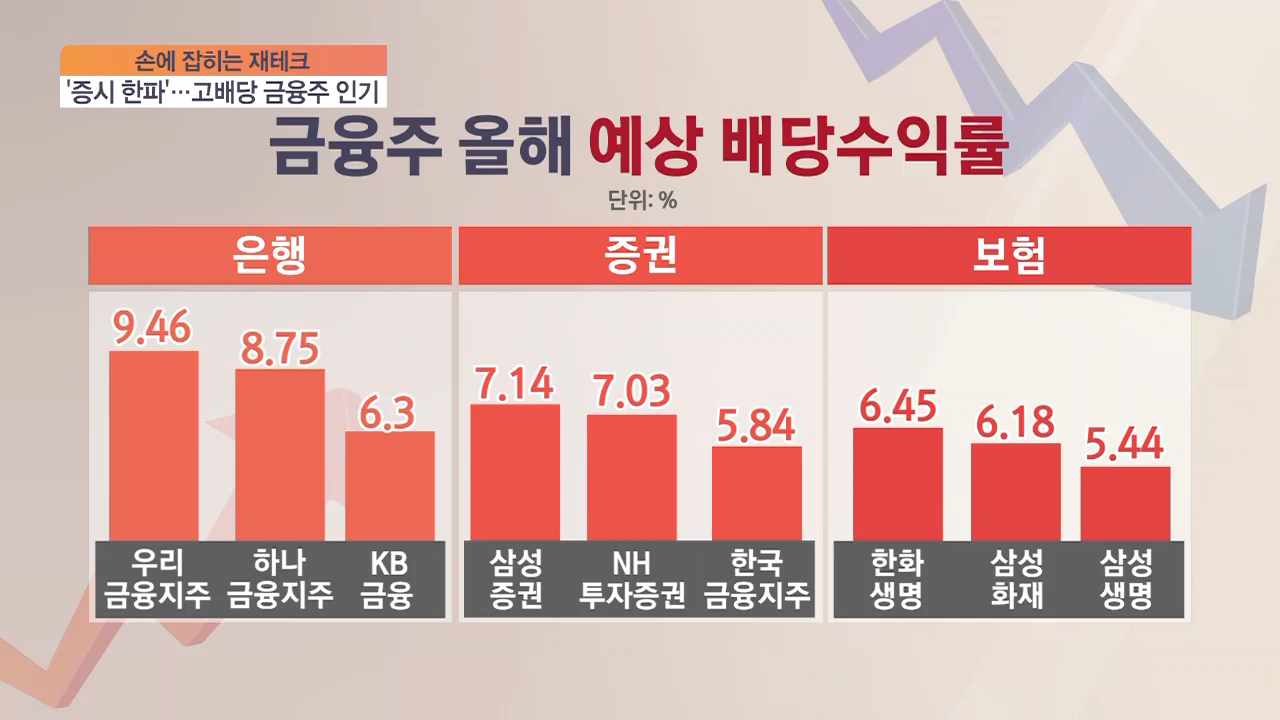 손에 잡히는 재테크
'증시 한파'…고배당 금융주 인기
금융주 올해 예상 배당수익률
단위: %
은행
9.46
8.75
6.3
우리
금융지주
하나
금융지주
KB
금융
증권
7.14
7.03
5.84
삼성
증권
NH
투자증권
한국
금융지주
보험
6.45
6.18
5.44
한화
생명
삼성
화재
삼성
생명